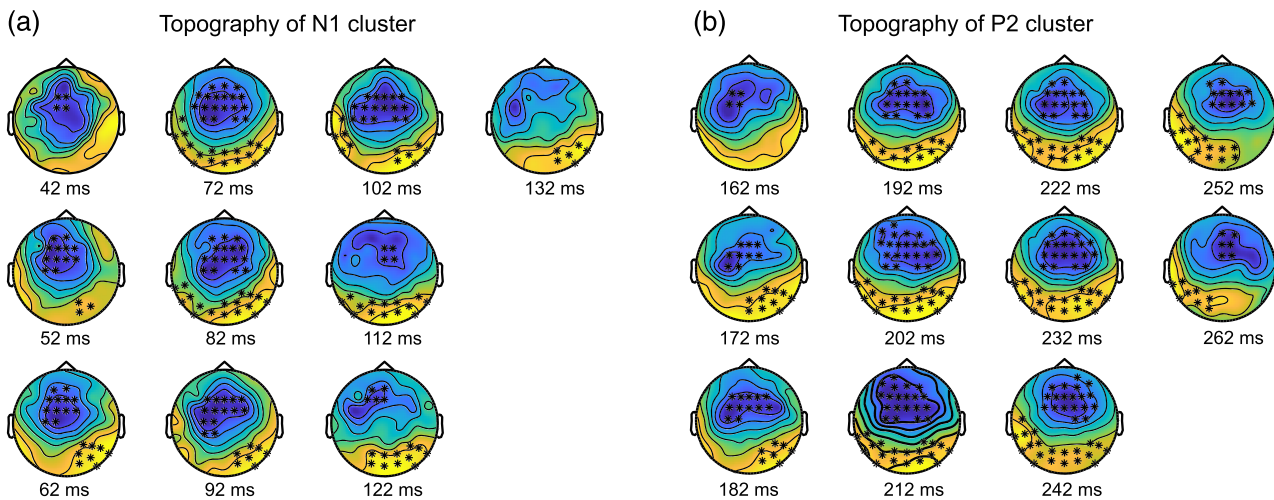 (a) Topography of N1 cluster
42 ms 72 ms 102 ms 132 ms
52 ms 82 ms 112 ms
62 ms 92 ms 122 ms
(b) Topography of P2 cluster
162 ms 192 ms 222 ms 252 ms
172 ms 202 ms 232 ms 262 ms
182 ms 212 ms 242 ms